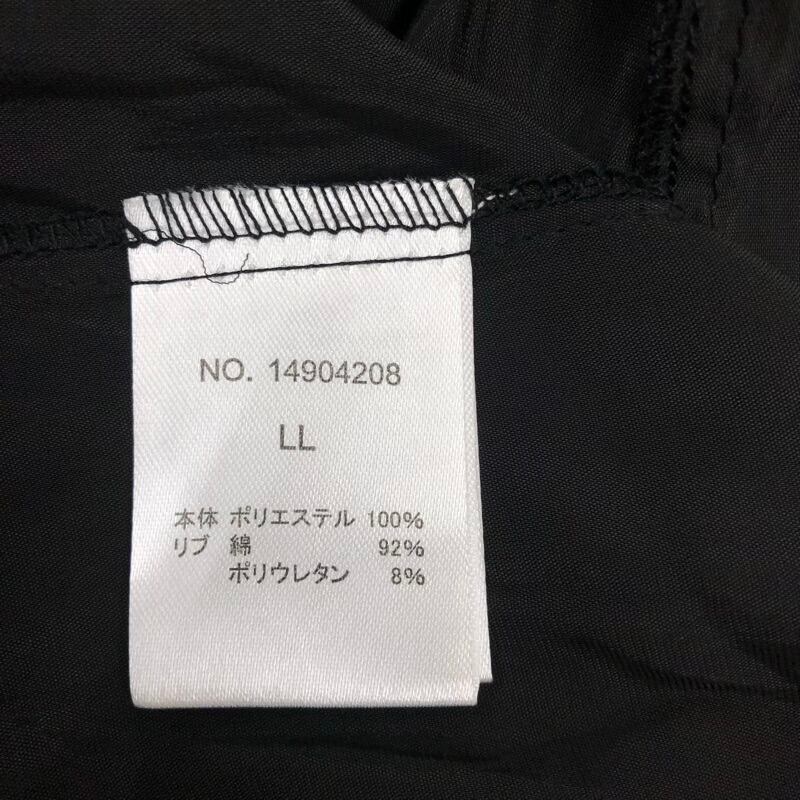 NO. 14904208
LL
本体 ポリエステル 100%
リブ 綿 92%
ポリウレタン 8%